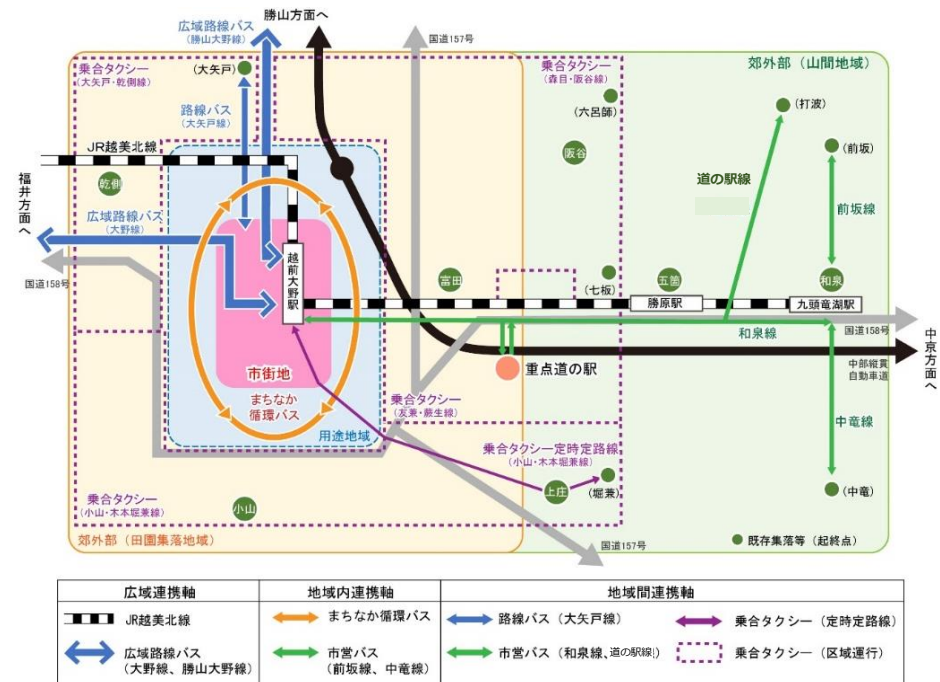 広域路線バス
(勝山大野線)
勝山方面へ
国道157号
乗合タクシー
(大矢戸・乾側線)
(大矢戸)
乗合タクシー
(森目・阪谷線)
郊外部(山間地域)
路線バス
(大矢戸線)
(六呂師)
(打波)
JR越美北線
阪谷
(前坂)
乾側
道の駅線
福井方面へ
広域路線バス
(大野線)
前坂線
越前大野駅
富田
(七板)
五箇
和泉
国道158号
勝原駅
九頭竜湖駅
和泉線
国道158号
中部縦貫
自動車道
中京方面へ
重点道の駅
市街地
まちなか
循環バス
乗合タクシー
(友兼・蕨生線)
中竜線
用途地域
乗合タクシー定時定路線
(小山・木本堀兼線)
上庄
(堀兼)
(中竜)
乗合タクシー
(小山・木本堀兼線)
小山
郊外部(田園集落地域)
国道157号
既存集落等(起終点)
広域連携軸
地域内連携軸
地域間連携軸
JR越美北線
まちなか循環バス
路線バス(大矢戸線)
乗合タクシー(定時定路線)
広域路線バス
(大野線、勝山大野線)
市営バス
(前坂線、中竜線)
市営バス(和泉線、道の駅線)
乗合タクシー(区域運行)